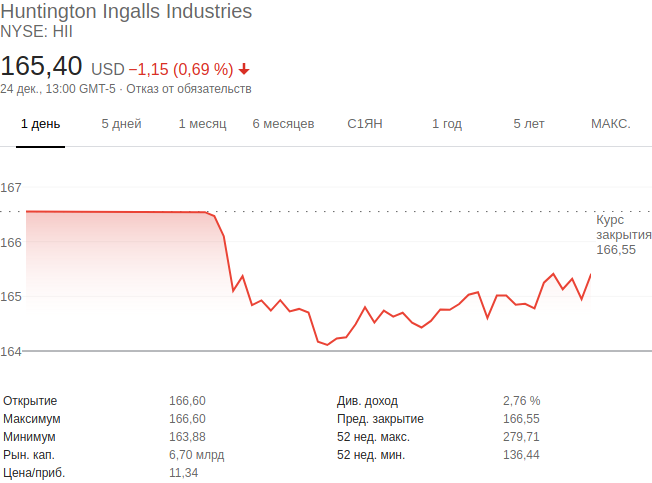 Huntington Ingalls Industries
NYSE: HII
165,40 USD −1,15 (0,69 %)
24 дек., 13:00 GMT-5 · Отказ от обязательств
1 день 5 дней 1 месяц 6 месяцев С1ЯН 1 год 5 лет МАКС.
167
166
165
164
Курс
закрытия
166,55
Открытие 166,60 Див. доход 2,76 %
Максимум 166,60 Пред. закрытие 166,55
Минимум 163,88 52 нед. макс. 279,71
Рын. кап. 6,70 млрд 52 нед. мин. 136,44
Цена/приб. 11,34